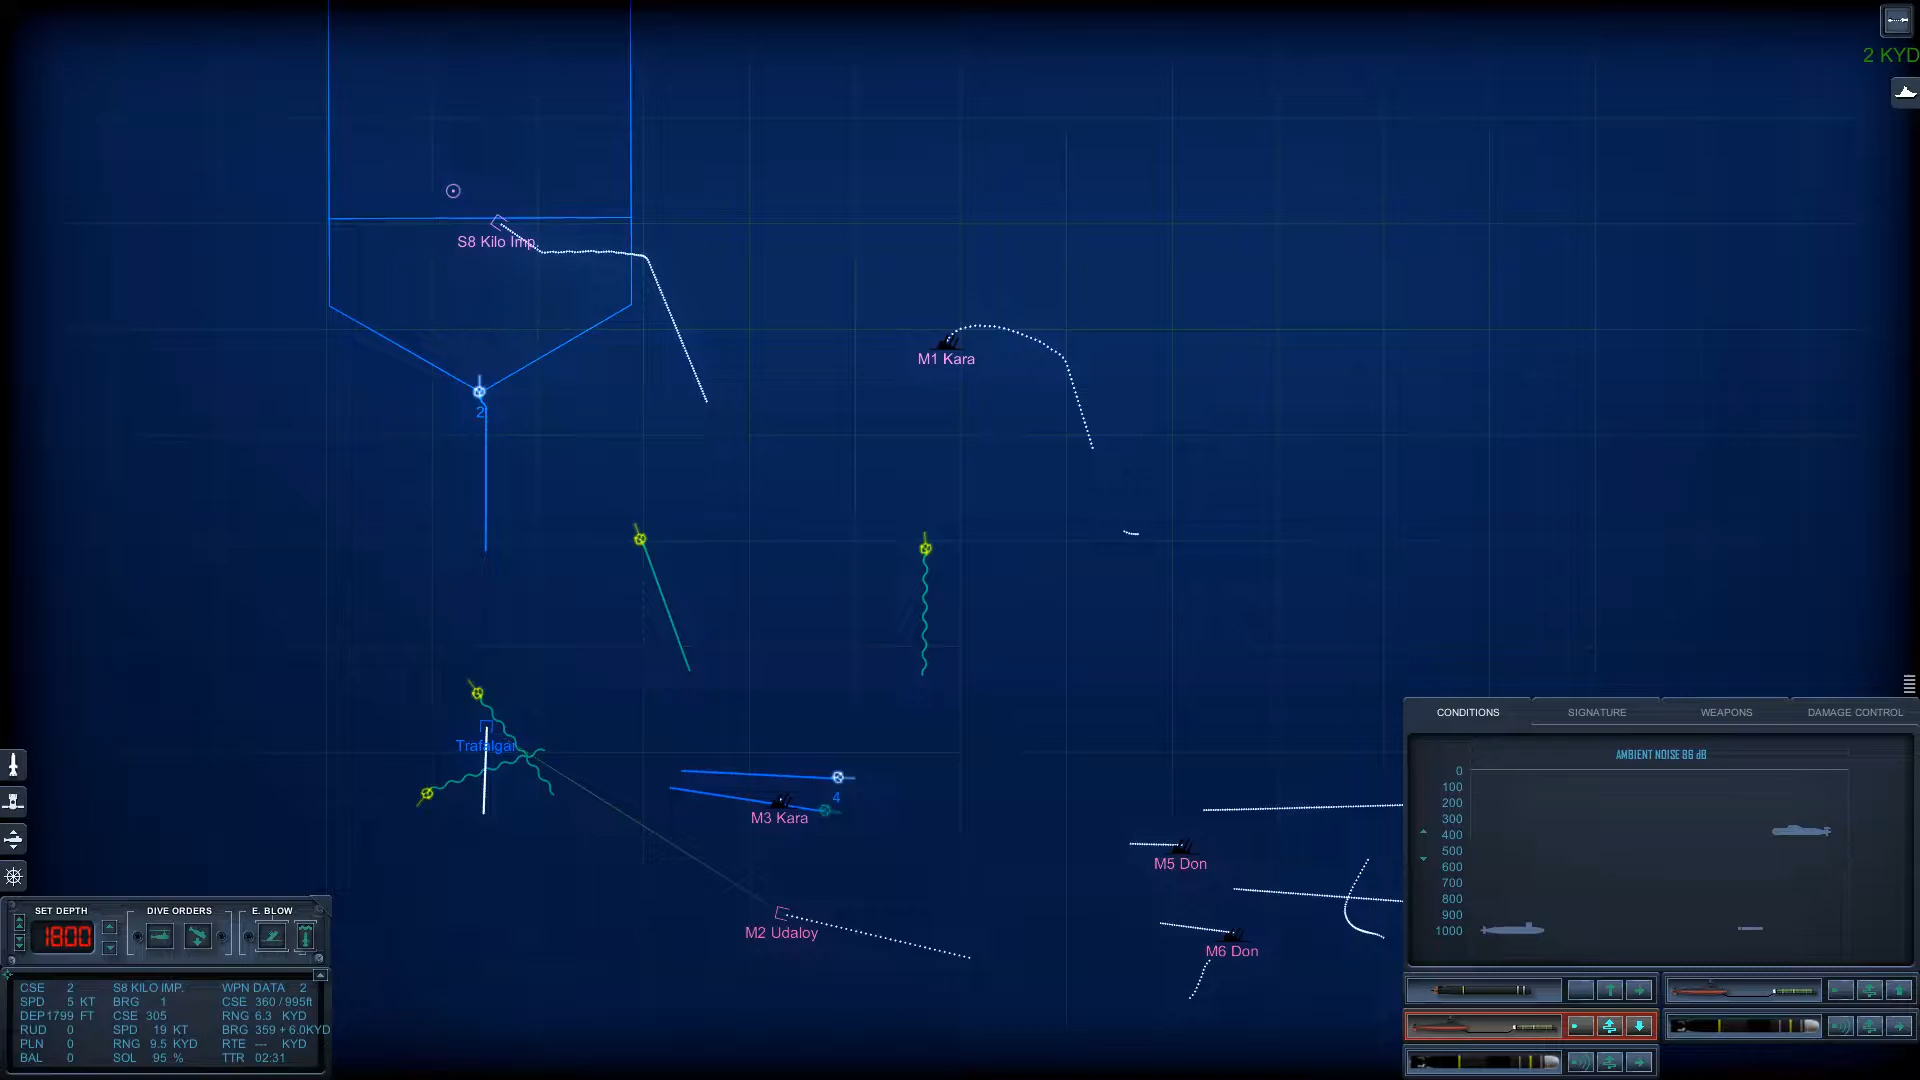 2 KYD
S8 Kilo Imp
M1 Kara
2
Trafalgar
4
M3 Kara
M5 Don
M2 Udaloy
M6 Don
CONDITIONS SIGNATURE WEAPONS DAMAGE CONTROL
AMBIENT NOISE 86 dB
0
100
200
300
400
500
600
700
800
900
1000
SET DEPTH DIVE ORDERS E. BLOW
1800
CSE 2 S8 KILO IMP. WPN DATA 2
SPD 5 KT BRG 1 CSE 360 / 995ft
DEP 1799 FT CSE 305 RNG 6.3 KYD
RUD 0 SPD 19 KT BRG 359 + 6.0KYD
PLN 0 RNG 9.5 KYD RTE --- KYD
BAL 0 SOL 95 % TTR 02:31